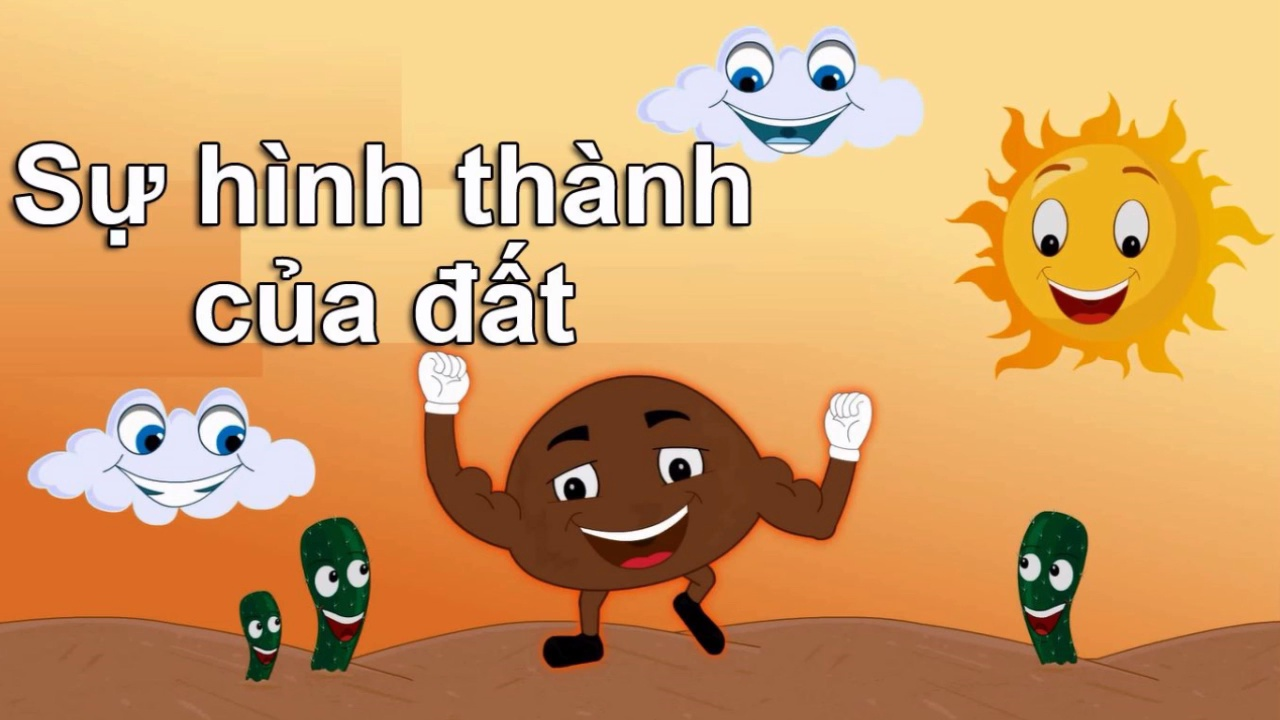 Sự hình thành
của đất